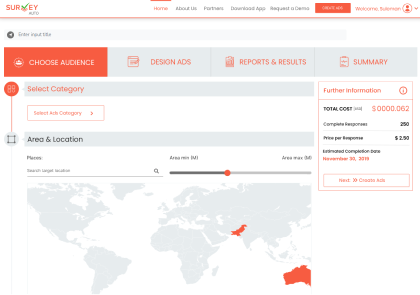 SURVEY
AUTO
Home About Us Partners Download App Request a Demo CREATE ADS Welcome, Sulaiman
Enter input title
CHOOSE AUDIENCE DESIGN ADS REPORTS & RESULTS SUMMARY
Select Category
Select Ads Category >
Area & Location
Places: Area min (M) Area max (M)
Search target location
Further Information
TOTAL COST (USD) $ 0000.062
Complete Responses 250
Price per Response $ 2.50
Estimated Completion Date
November 30, 2019
Next >> Create Ads